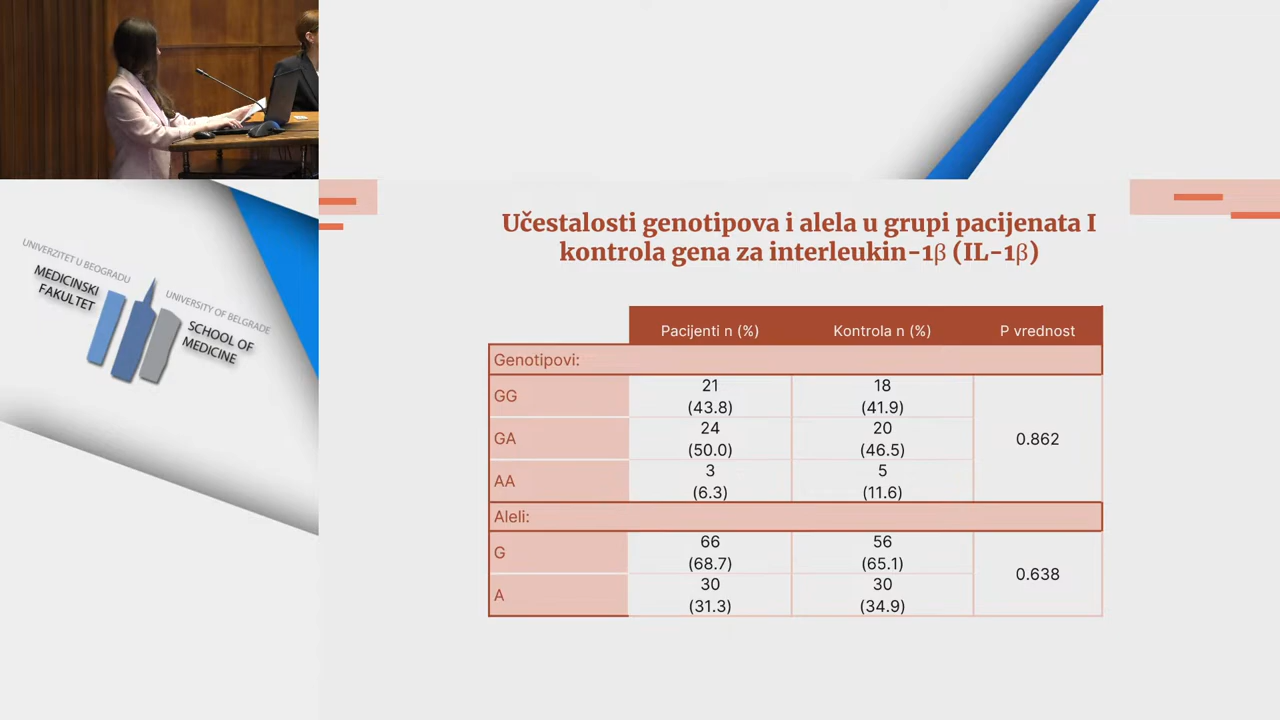 UNIVERZITET U BEOGRADU
MEDICINSKI
FAKULTET
UNIVERSITY OF BELGRADE
SCHOOL OF
MEDICINE
Učestalosti genotipova i alela u grupi pacijenata I
kontrola gena za interleukin-1β (IL-1β)
Pacijenti n (%) Kontrola n (%) P vrednost
Genotipovi:
GG 21 (43.8) 18 (41.9) 0.862
GA 24 (50.0) 20 (46.5)
AA 3 (6.3) 5 (11.6)
Aleli:
G 66 (68.7) 56 (65.1) 0.638
A 30 (31.3) 30 (34.9)